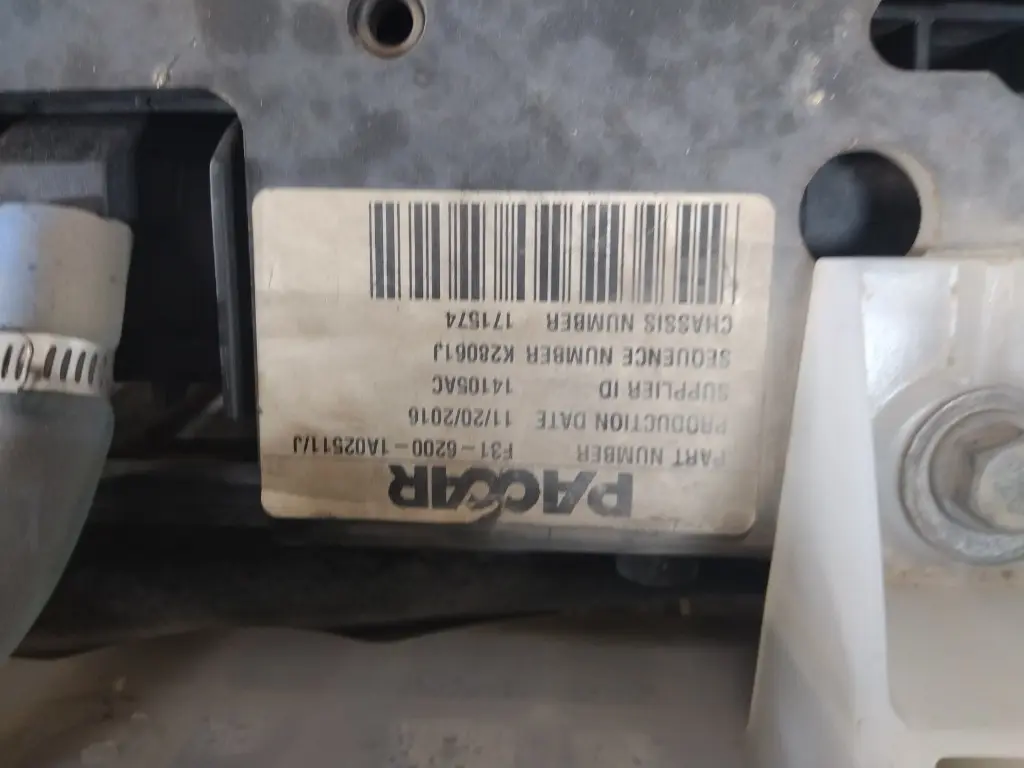 PACCAR
PART NUMBER F31-6200-1A02511/J
PRODUCTION DATE 11/20/2016
SUPPLIER ID 14105AC
SEQUENCE NUMBER K28061J
CHASSIS NUMBER 171574